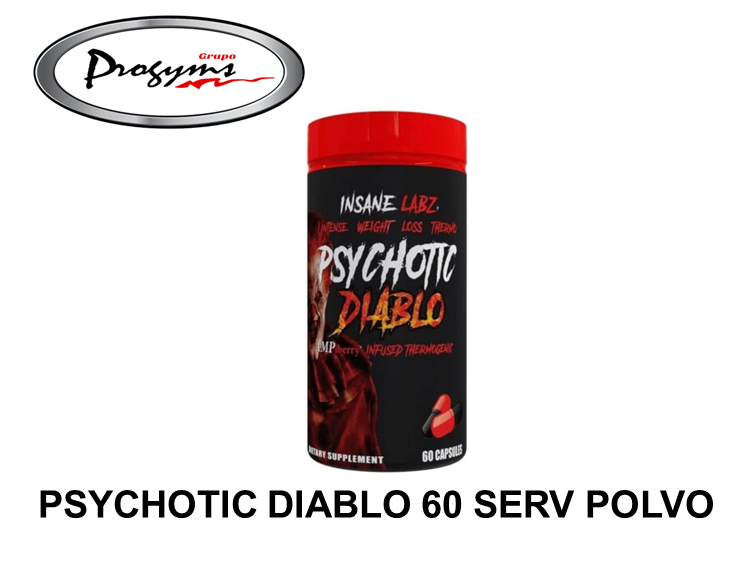 Grupo
Progyms
INSANE LABZ
INTENSE WEIGHT LOSS THERMO
PSYCHOTIC
DIABLO
AMPiberry INFUSED THERMOGENIC
DIETARY SUPPLEMENT
60 CAPSULES
PSYCHOTIC DIABLO 60 SERV POLVO